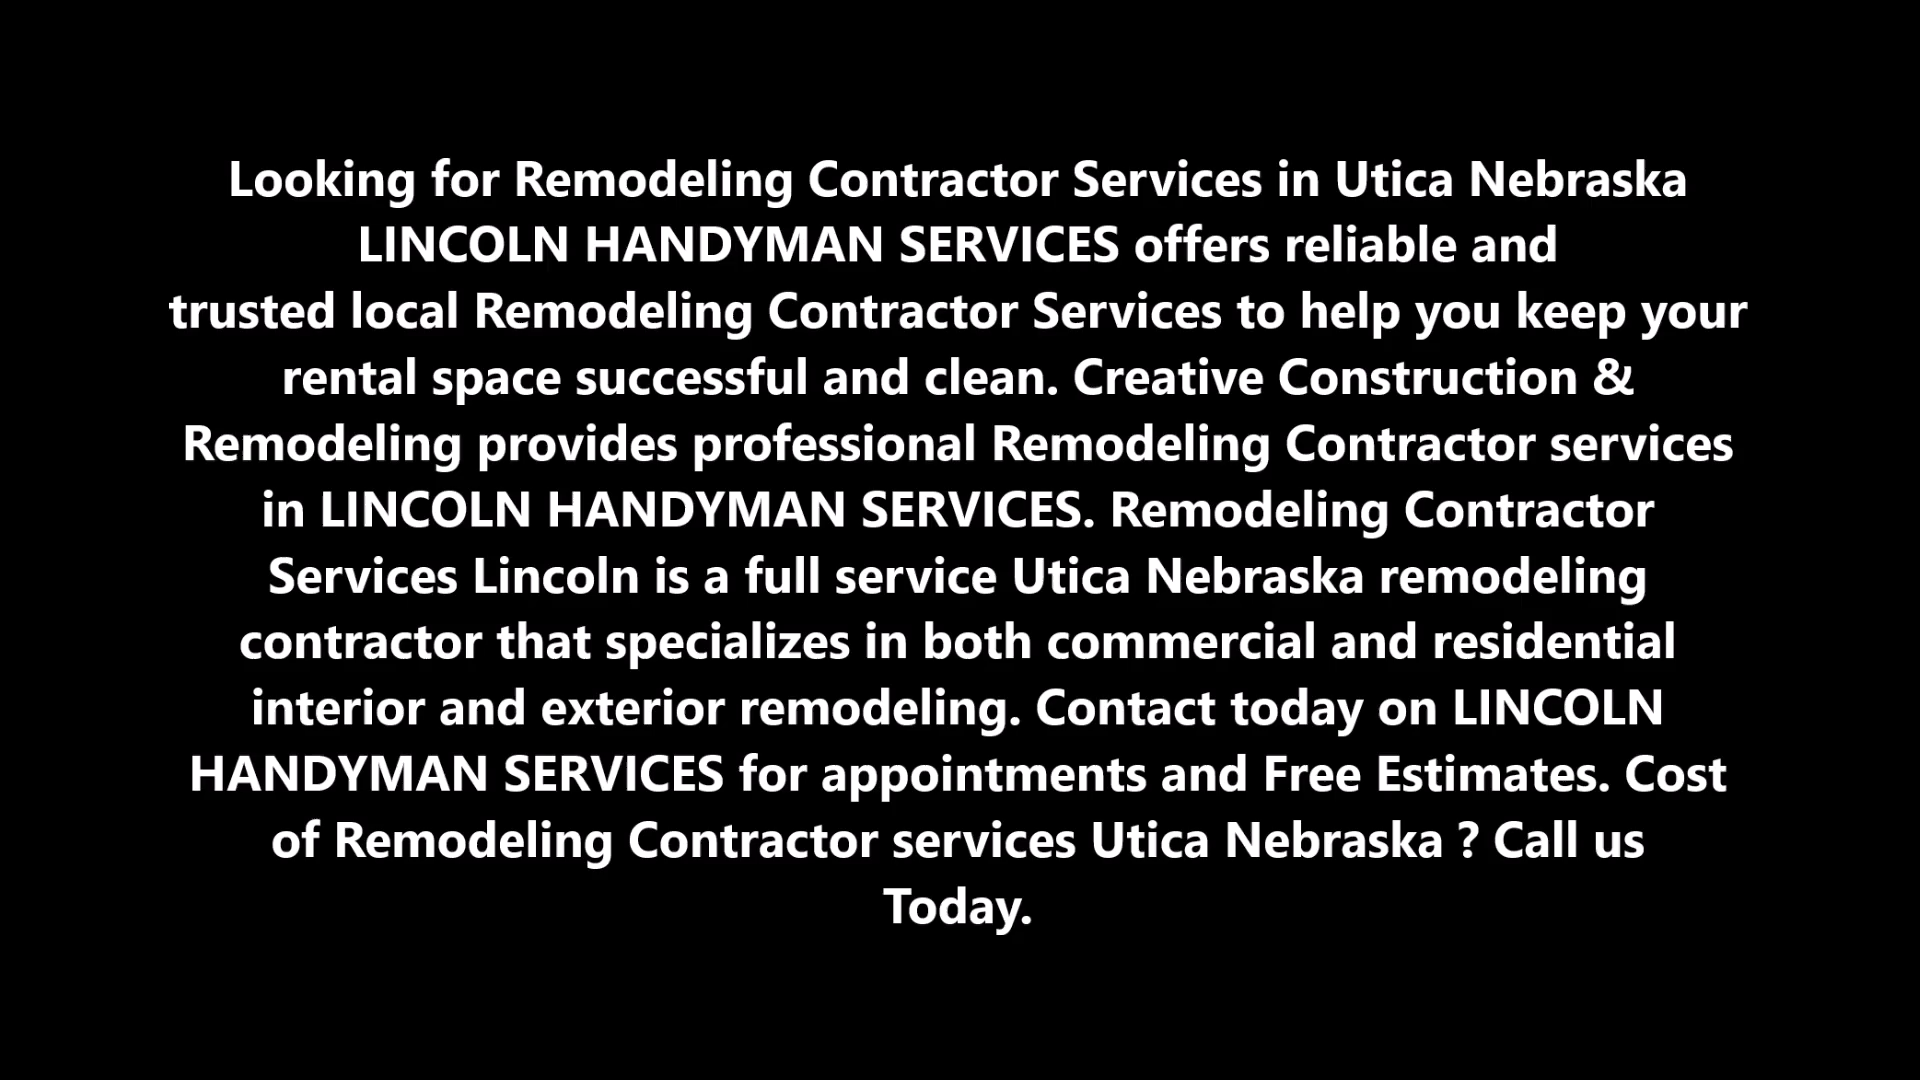 Looking for Remodeling Contractor Services in Utica Nebraska
LINCOLN HANDYMAN SERVICES offers reliable and
trusted local Remodeling Contractor Services to help you keep your
rental space successful and clean. Creative Construction &
Remodeling provides professional Remodeling Contractor services
in LINCOLN HANDYMAN SERVICES. Remodeling Contractor
Services Lincoln is a full service Utica Nebraska remodeling
contractor that specializes in both commercial and residential
interior and exterior remodeling. Contact today on LINCOLN
HANDYMAN SERVICES for appointments and Free Estimates. Cost
of Remodeling Contractor services Utica Nebraska ? Call us
Today.